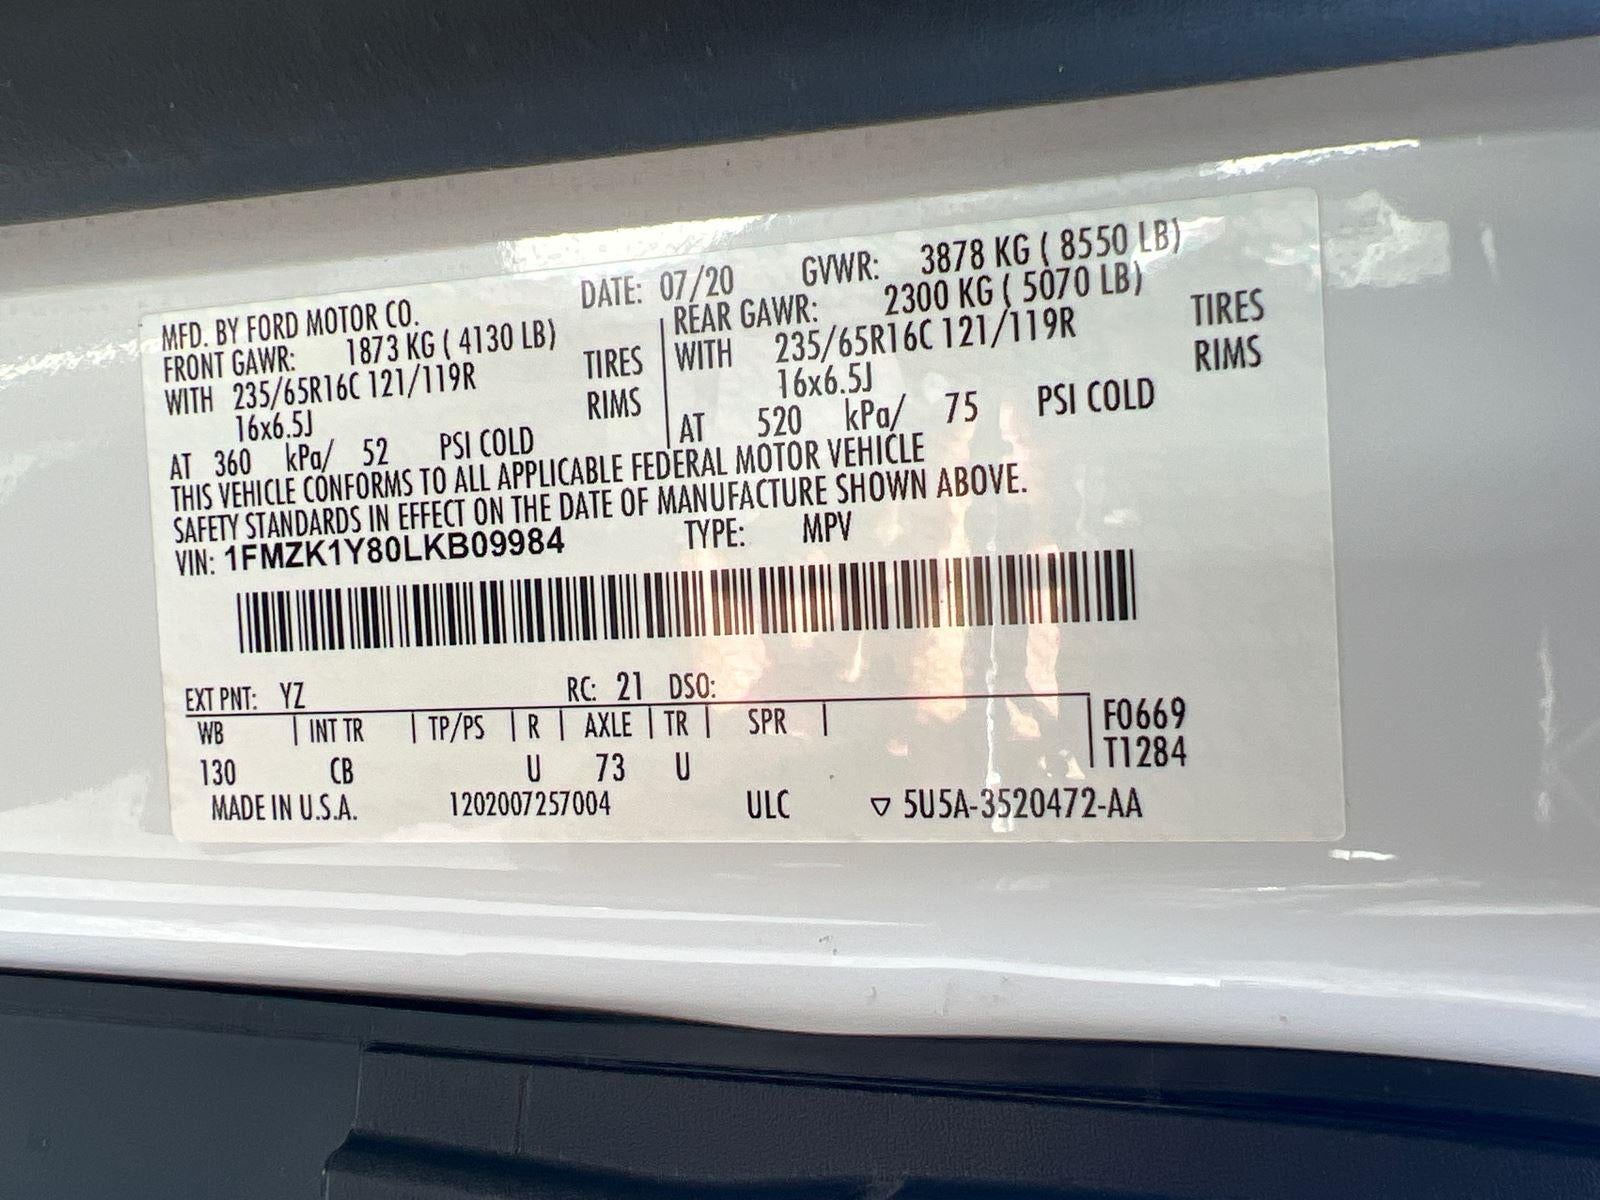 MFD. BY FORD MOTOR CO. DATE: 07/20 GVWR: 3878 KG ( 8550 LB)
FRONT GAWR: 1873 KG ( 4130 LB) REAR GAWR: 2300 KG ( 5070 LB)
WITH 235/65R16C 121/119R TIRES WITH 235/65R16C 121/119R TIRES
16x6.5J RIMS 16x6.5J RIMS
AT 360 kPa/ 52 PSI COLD AT 520 kPa/ 75 PSI COLD
THIS VEHICLE CONFORMS TO ALL APPLICABLE FEDERAL MOTOR VEHICLE
SAFETY STANDARDS IN EFFECT ON THE DATE OF MANUFACTURE SHOWN ABOVE.
VIN: 1FMZK1Y80LKB09984 TYPE: MPV
EXT PNT: YZ RC: 21 DSO:
WB | INT TR | TP/PS | R | AXLE | TR | SPR | F0669
130 CB U 73 U T1284
MADE IN U.S.A. 1202007257004 ULC ▽ 5U5A-3520472-AA